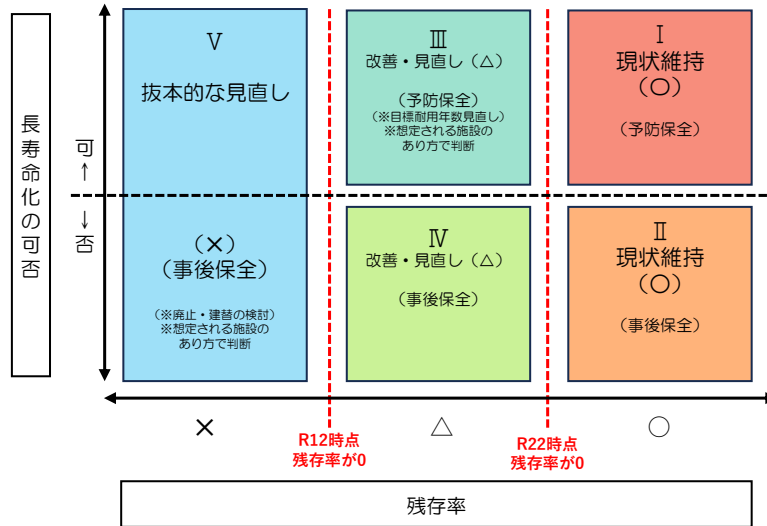 長寿命化の可否
可
↑
↓
否
Ⅴ
抜本的な見直し
（×）
（事後保全）
（※廃止・建替の検討）
※想定される施設の
あり方で判断
Ⅲ
改善・見直し（△）
（予防保全）
（※目標耐用年数見直し）
※想定される施設の
あり方で判断
Ⅰ
現状維持
（〇）
（予防保全）
Ⅳ
改善・見直し（△）
（事後保全）
Ⅱ
現状維持
（〇）
（事後保全）
×
R12時点
残存率が0
△
R22時点
残存率が0
○
残存率